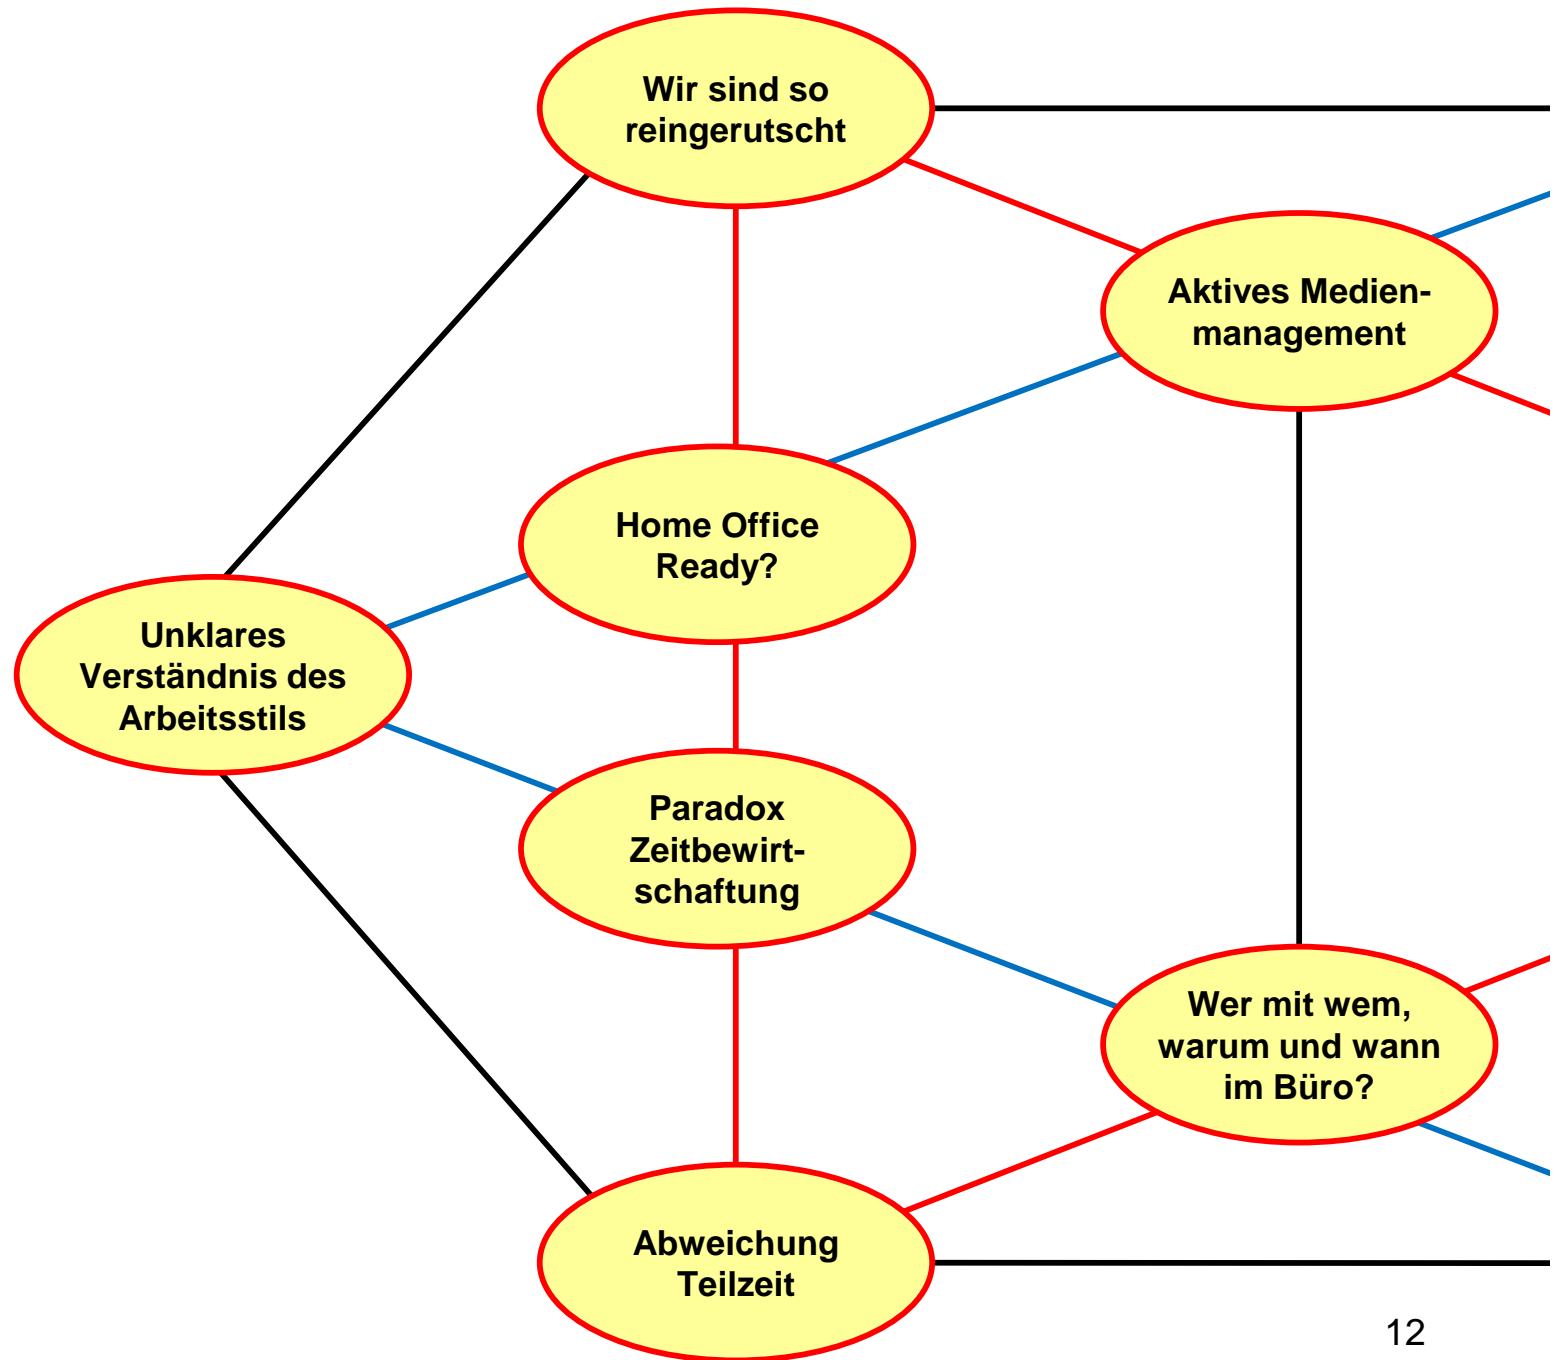 Wir sind so
reingerutscht
Aktives Medien-
management
Home Office
Ready?
Unklares
Verständnis des
Arbeitsstils
Paradox
Zeitbewirt-
schaftung
Wer mit wem,
warum und wann
im Büro?
Abweichung
Teilzeit
12